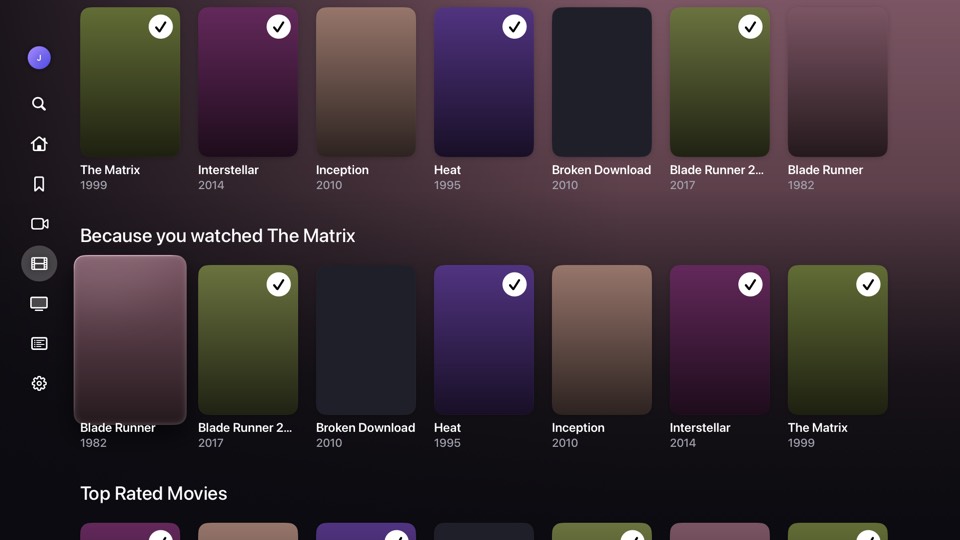 J
The Matrix
1999
Interstellar
2014
Inception
2010
Heat
1995
Broken Download
2010
Blade Runner 2...
2017
Blade Runner
1982
Because you watched The Matrix
Blade Runner
1982
Blade Runner 2...
2017
Broken Download
2010
Heat
1995
Inception
2010
Interstellar
2014
The Matrix
1999
Top Rated Movies